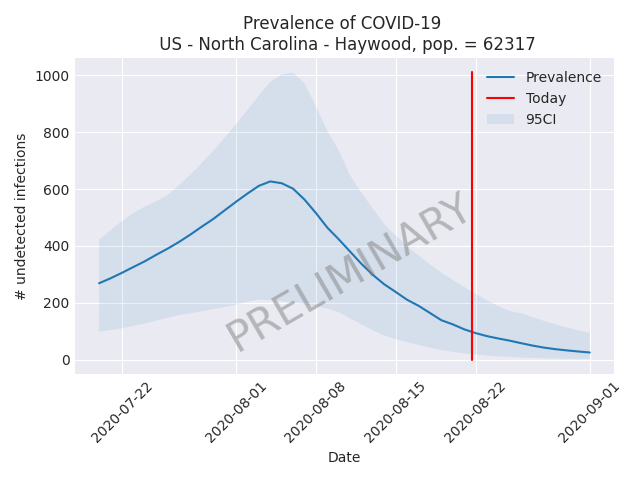 Prevalence of COVID-19
US - North Carolina - Haywood, pop. = 62317
1000
800
600
400
200
0
# undetected infections
Prevalence
Today
95CI
PRELIMINARY
2020-07-22
2020-08-01
2020-08-08
2020-08-15
2020-08-22
2020-09-01
Date